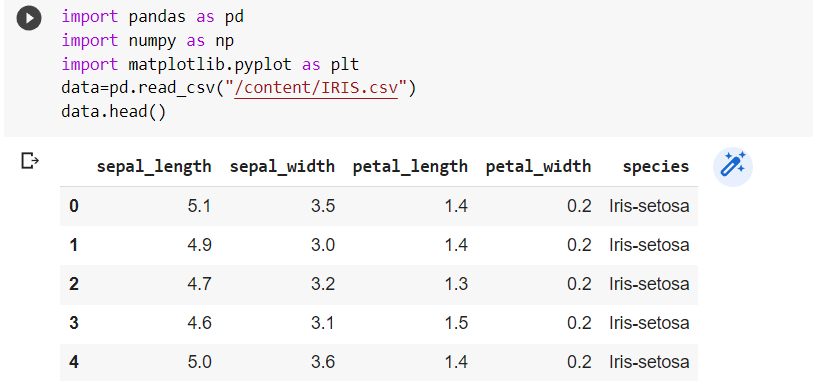 import pandas as pd
import numpy as np
import matplotlib.pyplot as plt
data=pd.read_csv("/content/IRIS.csv")
data.head()
sepal_length sepal_width petal_length petal_width species
0 5.1 3.5 1.4 0.2 Iris-setosa
1 4.9 3.0 1.4 0.2 Iris-setosa
2 4.7 3.2 1.3 0.2 Iris-setosa
3 4.6 3.1 1.5 0.2 Iris-setosa
4 5.0 3.6 1.4 0.2 Iris-setosa